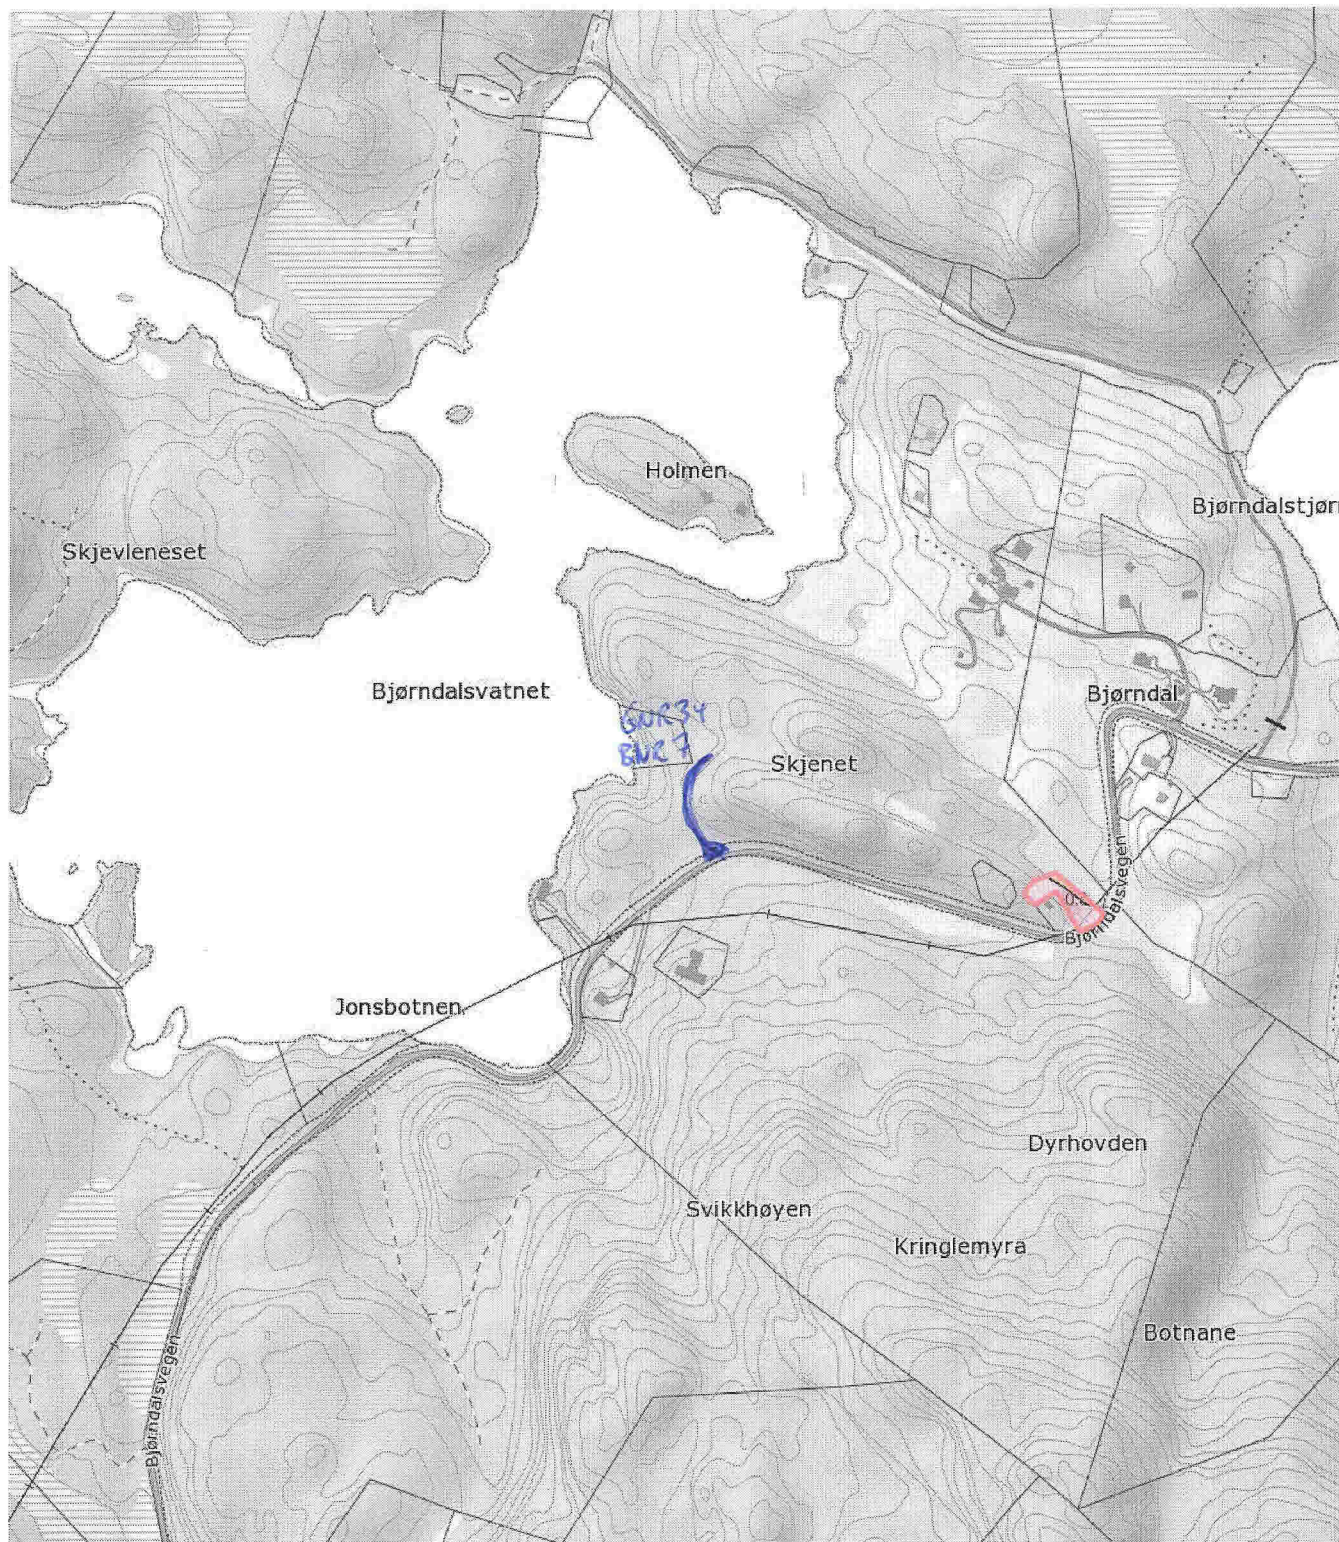 Holmen
Bjørndalstjørn
Skjevleneset
Bjørndalsvatnet
Bjørndal
GNR 34
BNR 7
Skjenet
Bjørndalsvegen
Jonsbotnen
Dyrhovden
Svikkhøyen
Kringlemyra
Botnane
Bjørndalsvegen